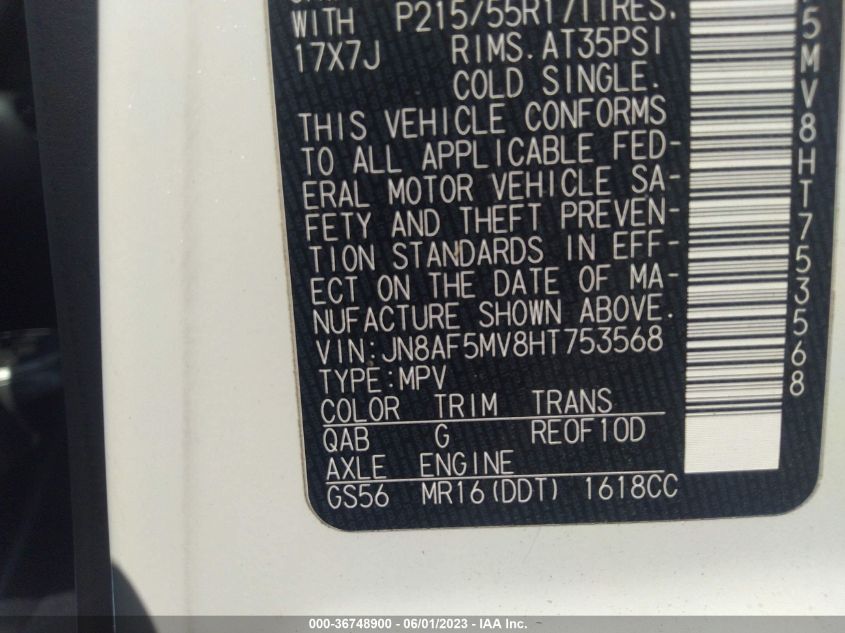 WITH P215/55R17TIRES.
17X7J RIMS.AT35PSI
COLD SINGLE.
THIS VEHICLE CONFORMS
TO ALL APPLICABLE FED-
ERAL MOTOR VEHICLE SA-
FETY AND THEFT PREVEN-
TION STANDARDS IN EFF-
ECT ON THE DATE OF MA-
NUFACTURE SHOWN ABOVE.
VIN:JN8AF5MV8HT753568
TYPE:MPV
COLOR TRIM TRANS
QAB G REOF10D
AXLE ENGINE
GS56 MR16(DDT) 1618CC
5MV8HT753568
000-36748900 - 06/01/2023 - IAA Inc.